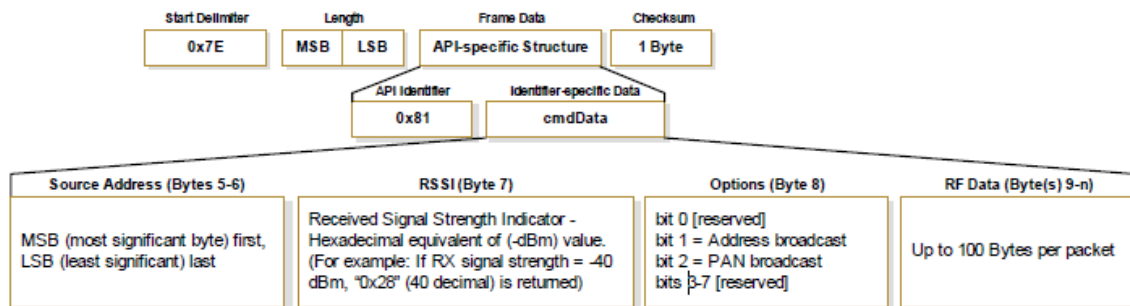 Start Delimiter
Length
Frame Data
Checksum
0x7E
MSB
LSB
API-specific Structure
1 Byte
API Identifier
Identifier-specific Data
0x81
cmdData
Source Address (Bytes 5-6)
MSB (most significant byte) first,
LSB (least significant) last
RSSI (Byte 7)
Received Signal Strength Indicator -
Hexadecimal equivalent of (-dBm) value.
(For example: If RX signal strength = -40
dBm, “0x28” (40 decimal) is returned)
Options (Byte 8)
bit 0 [reserved]
bit 1 = Address broadcast
bit 2 = PAN broadcast
bits 3-7 [reserved]
RF Data (Byte(s) 9-n)
Up to 100 Bytes per packet